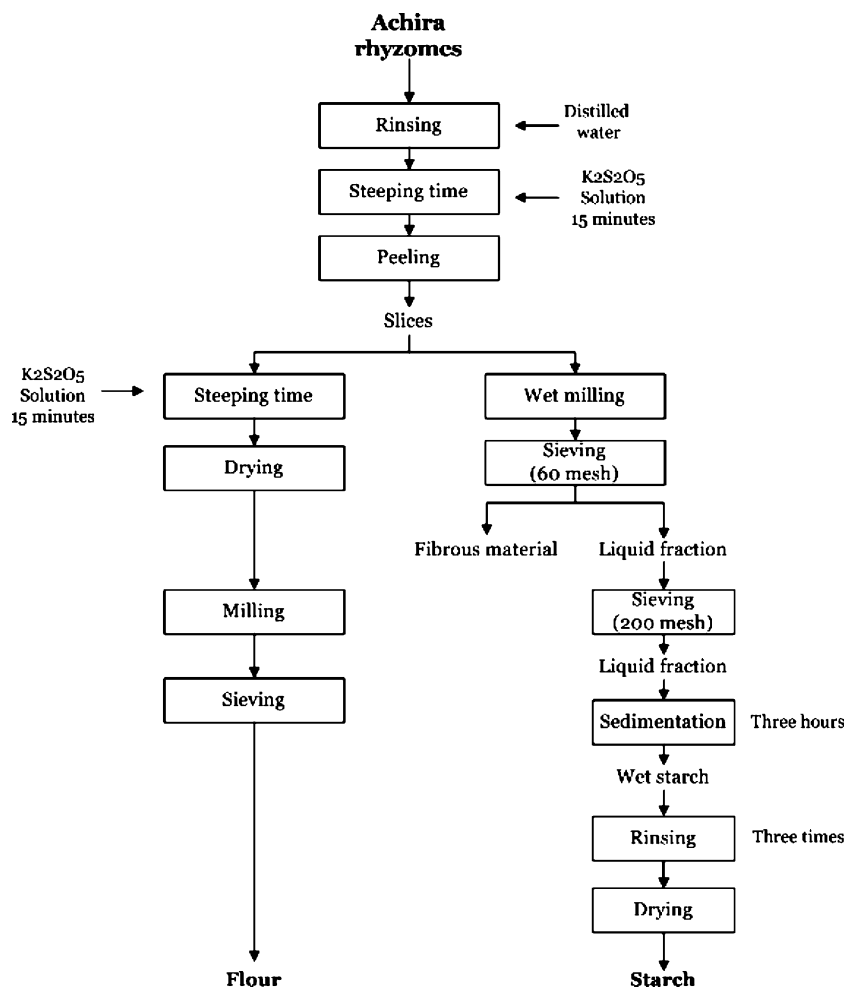 Achira
rhyzomes
Rinsing
Distilled
water
Steeping time
K2S2O5
Solution
15 minutes
Peeling
Slices
K2S2O5
Solution
15 minutes
Steeping time
Wet milling
Drying
Sieving
(60 mesh)
Fibrous material
Liquid fraction
Milling
Sieving
(200 mesh)
Liquid fraction
Sieving
Sedimentation
Three hours
Wet starch
Rinsing
Three times
Drying
Flour
Starch